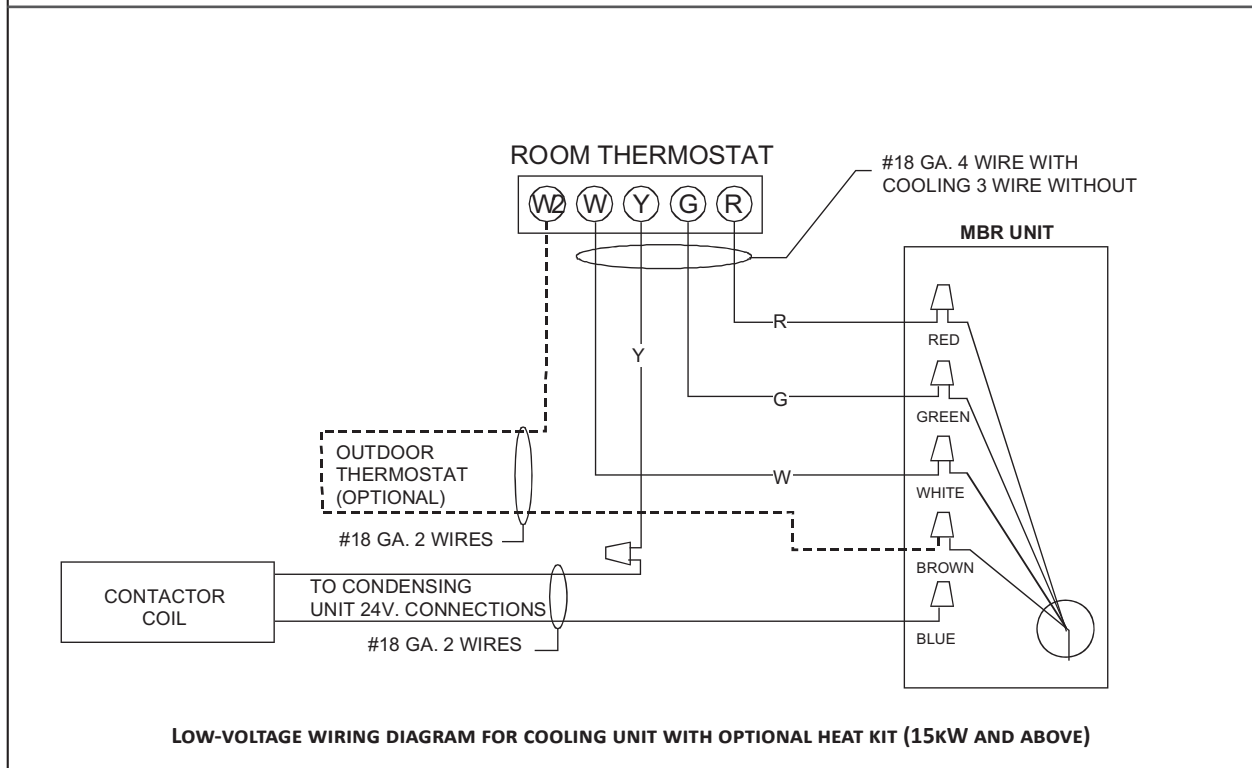 ROOM THERMOSTAT
W2 W Y G R
#18 GA. 4 WIRE WITH
COOLING 3 WIRE WITHOUT
MBR UNIT
R
RED
Y
G
GREEN
OUTDOOR
THERMOSTAT
(OPTIONAL)
W
WHITE
#18 GA. 2 WIRES
BROWN
CONTACTOR
COIL
TO CONDENSING
UNIT 24V. CONNECTIONS
BLUE
#18 GA. 2 WIRES
LOW-VOLTAGE WIRING DIAGRAM FOR COOLING UNIT WITH OPTIONAL HEAT KIT (15KW AND ABOVE)